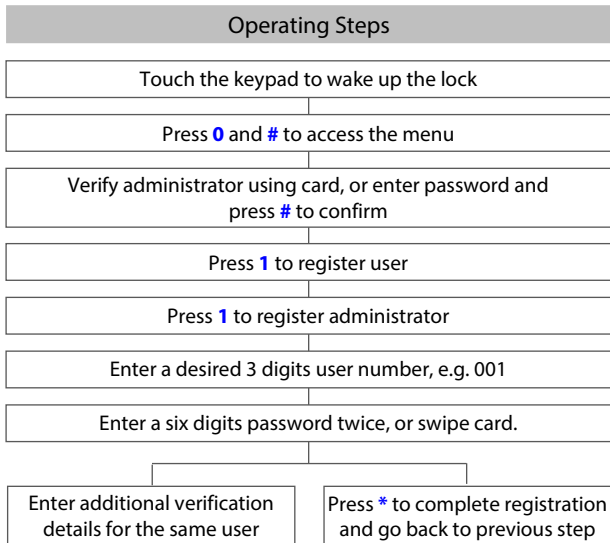 Operating Steps
Touch the keypad to wake up the lock
Press 0 and # to access the menu
Verify administrator using card, or enter password and
press # to confirm
Press 1 to register user
Press 1 to register administrator
Enter a desired 3 digits user number, e.g. 001
Enter a six digits password twice, or swipe card.
Enter additional verification
details for the same user
Press * to complete registration
and go back to previous step